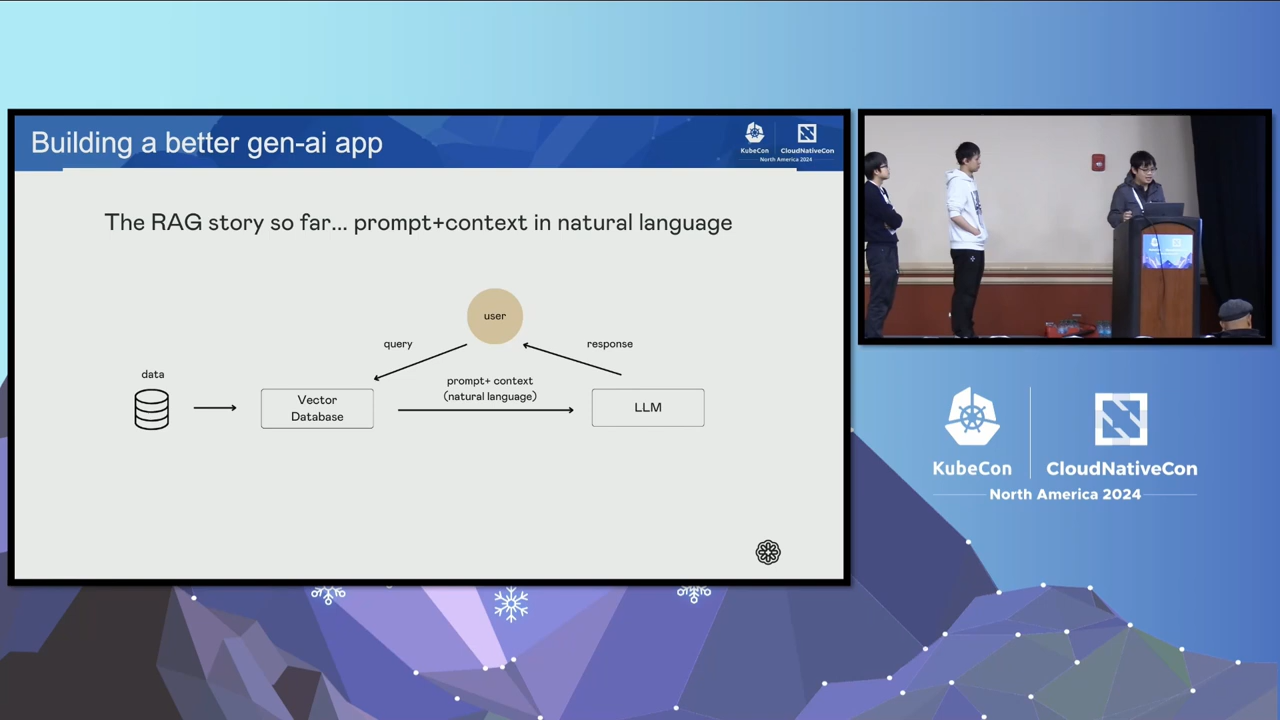 Building a better gen-ai app
KubeCon
CloudNativeCon
North America 2024
The RAG story so far... prompt+context in natural language
user
query
response
data
prompt+ context
(natural language)
Vector
Database
LLM
KubeCon
CloudNativeCon
North America 2024